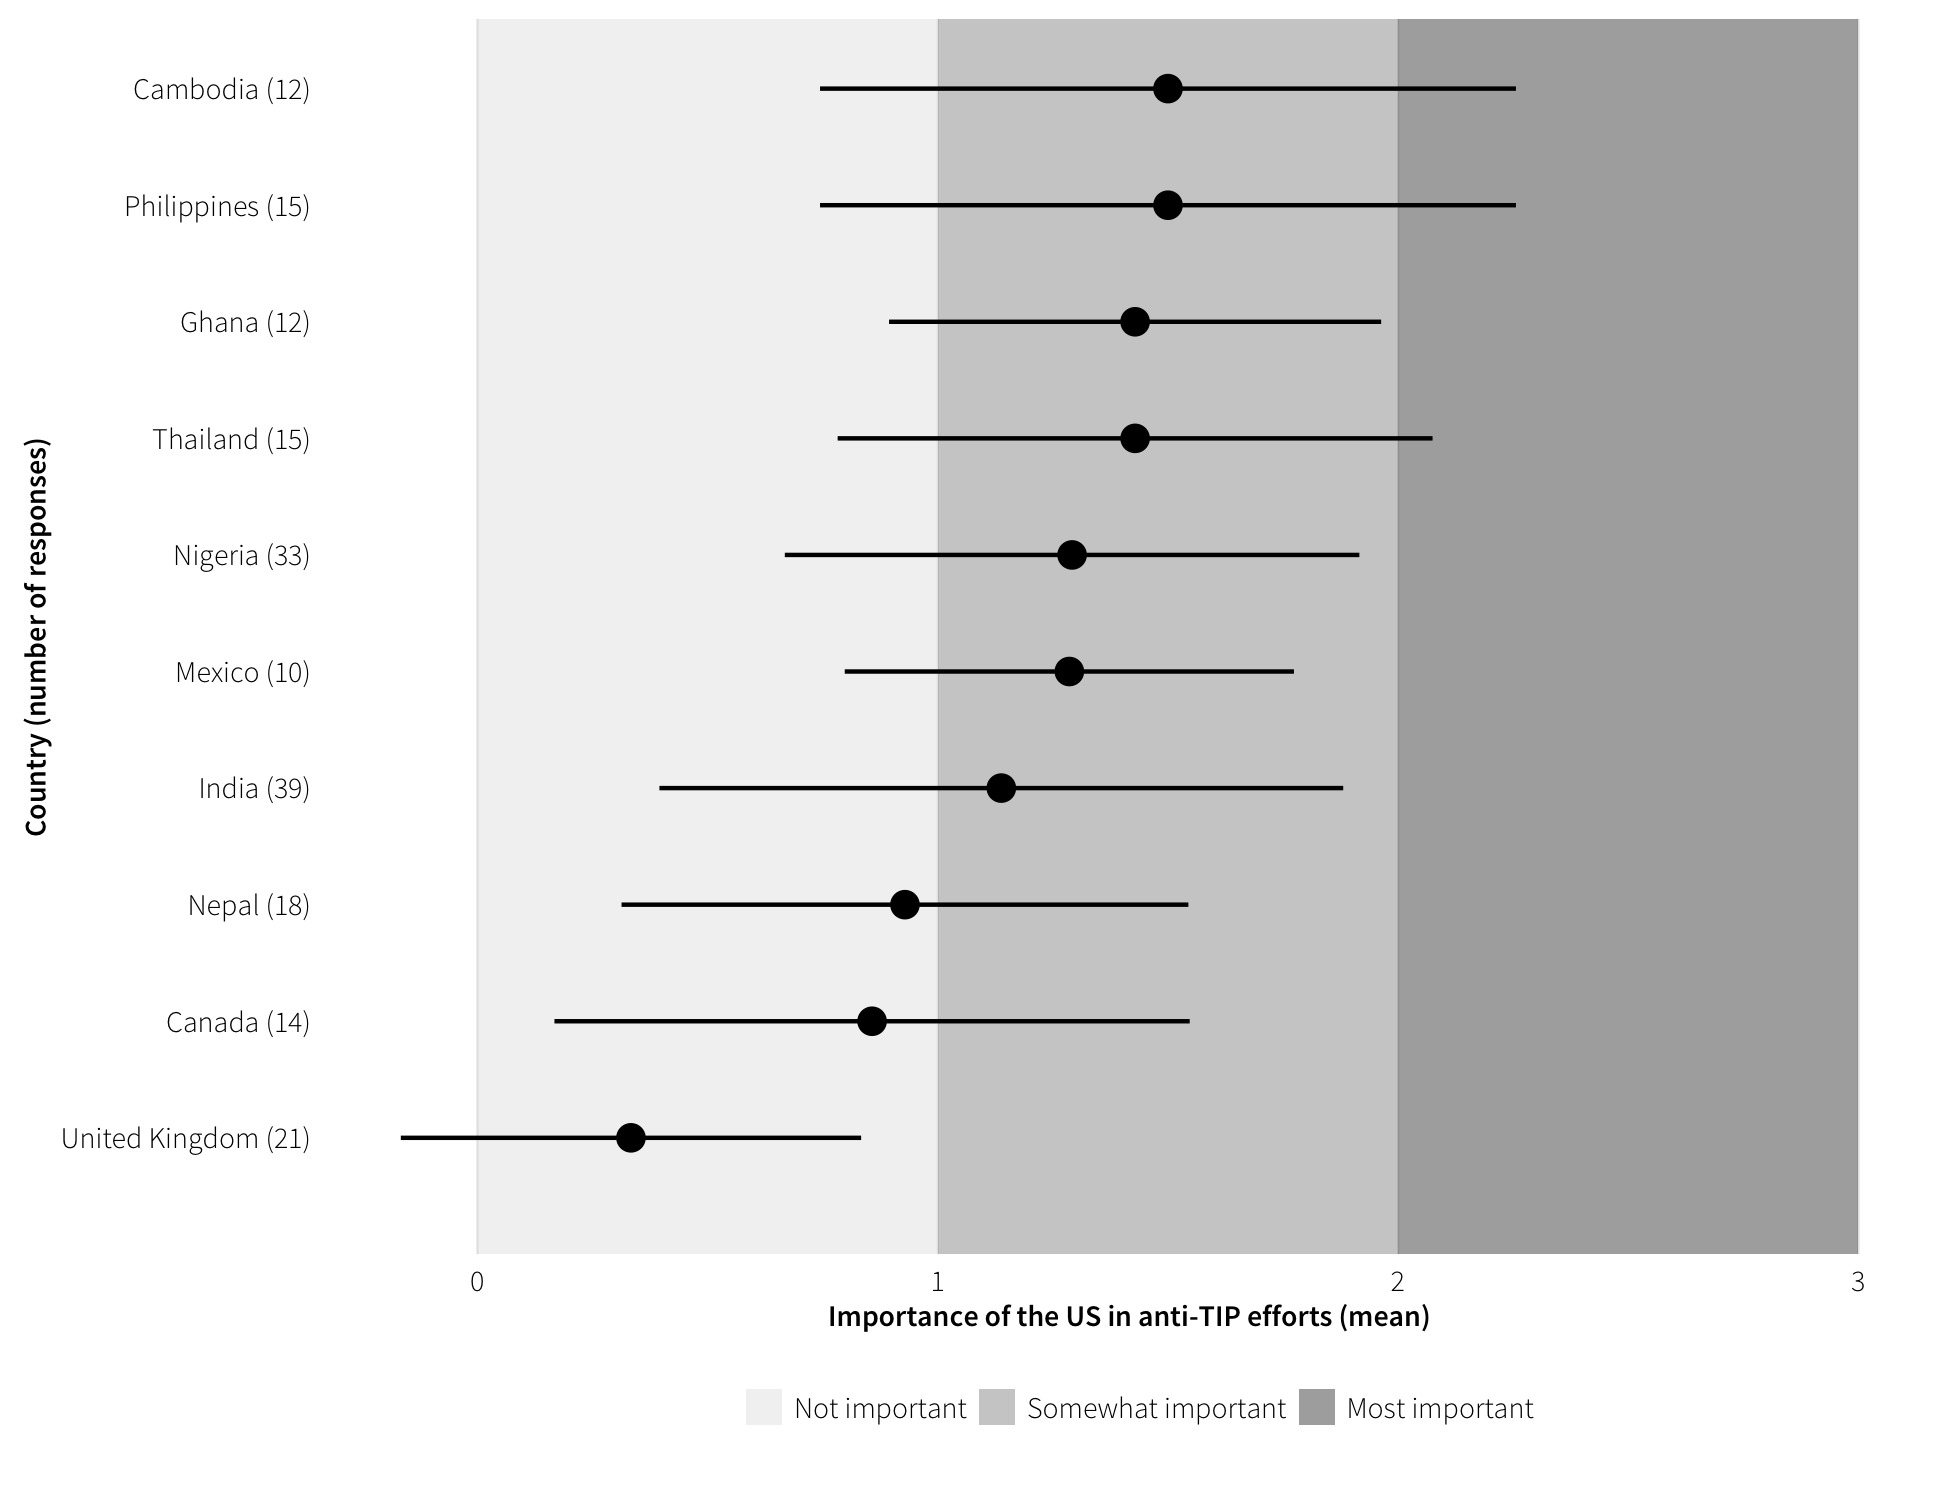 Cambodia (12)
Philippines (15)
Ghana (12)
Thailand (15)
Nigeria (33)
Mexico (10)
India (39)
Nepal (18)
Canada (14)
United Kingdom (21)
Country (number of responses)
0 1 2 3
Importance of the US in anti-TIP efforts (mean)
Not important Somewhat important Most important